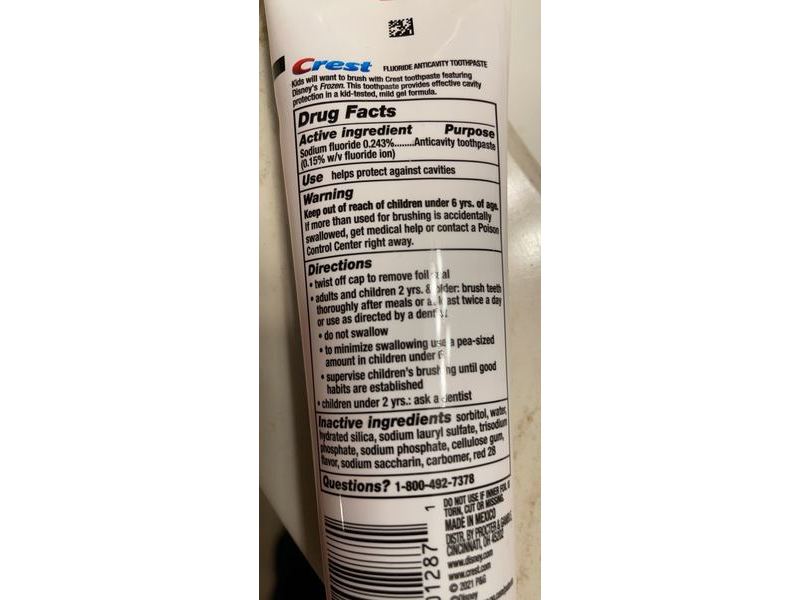 Crest FLUORIDE ANTICAVITY TOOTHPASTE
Kids will want to brush with Crest toothpaste featuring
Disney's Frozen. This toothpaste provides effective cavity
protection in a kid-tested, mild gel formula.
Drug Facts
Active ingredient Purpose
Sodium fluoride 0.243%........Anticavity toothpaste
(0.15% w/v fluoride ion)
Use helps protect against cavities
Warning
Keep out of reach of children under 6 yrs. of age.
If more than used for brushing is accidentally
swallowed, get medical help or contact a Poison
Control Center right away.
Directions
• twist off cap to remove foil seal
• adults and children 2 yrs. & older: brush teeth
thoroughly after meals or at least twice a day
or use as directed by a dentist
• do not swallow
• to minimize swallowing use a pea-sized
amount in children under 6
• supervise children's brushing until good
habits are established
• children under 2 yrs.: ask a dentist
Inactive ingredients sorbitol, water,
hydrated silica, sodium lauryl sulfate, trisodium
phosphate, sodium phosphate, cellulose gum,
flavor, sodium saccharin, carbomer, red 28
Questions? 1-800-492-7378
DO NOT USE IF INNER FOIL IS
TORN, CUT OR MISSING.
MADE IN MEXICO
DISTR. BY PROCTER & GAMBLE
CINCINNATI, OH 45202
www.disney.com
www.crest.com
© 2021 P&G
©Disney
01287 1